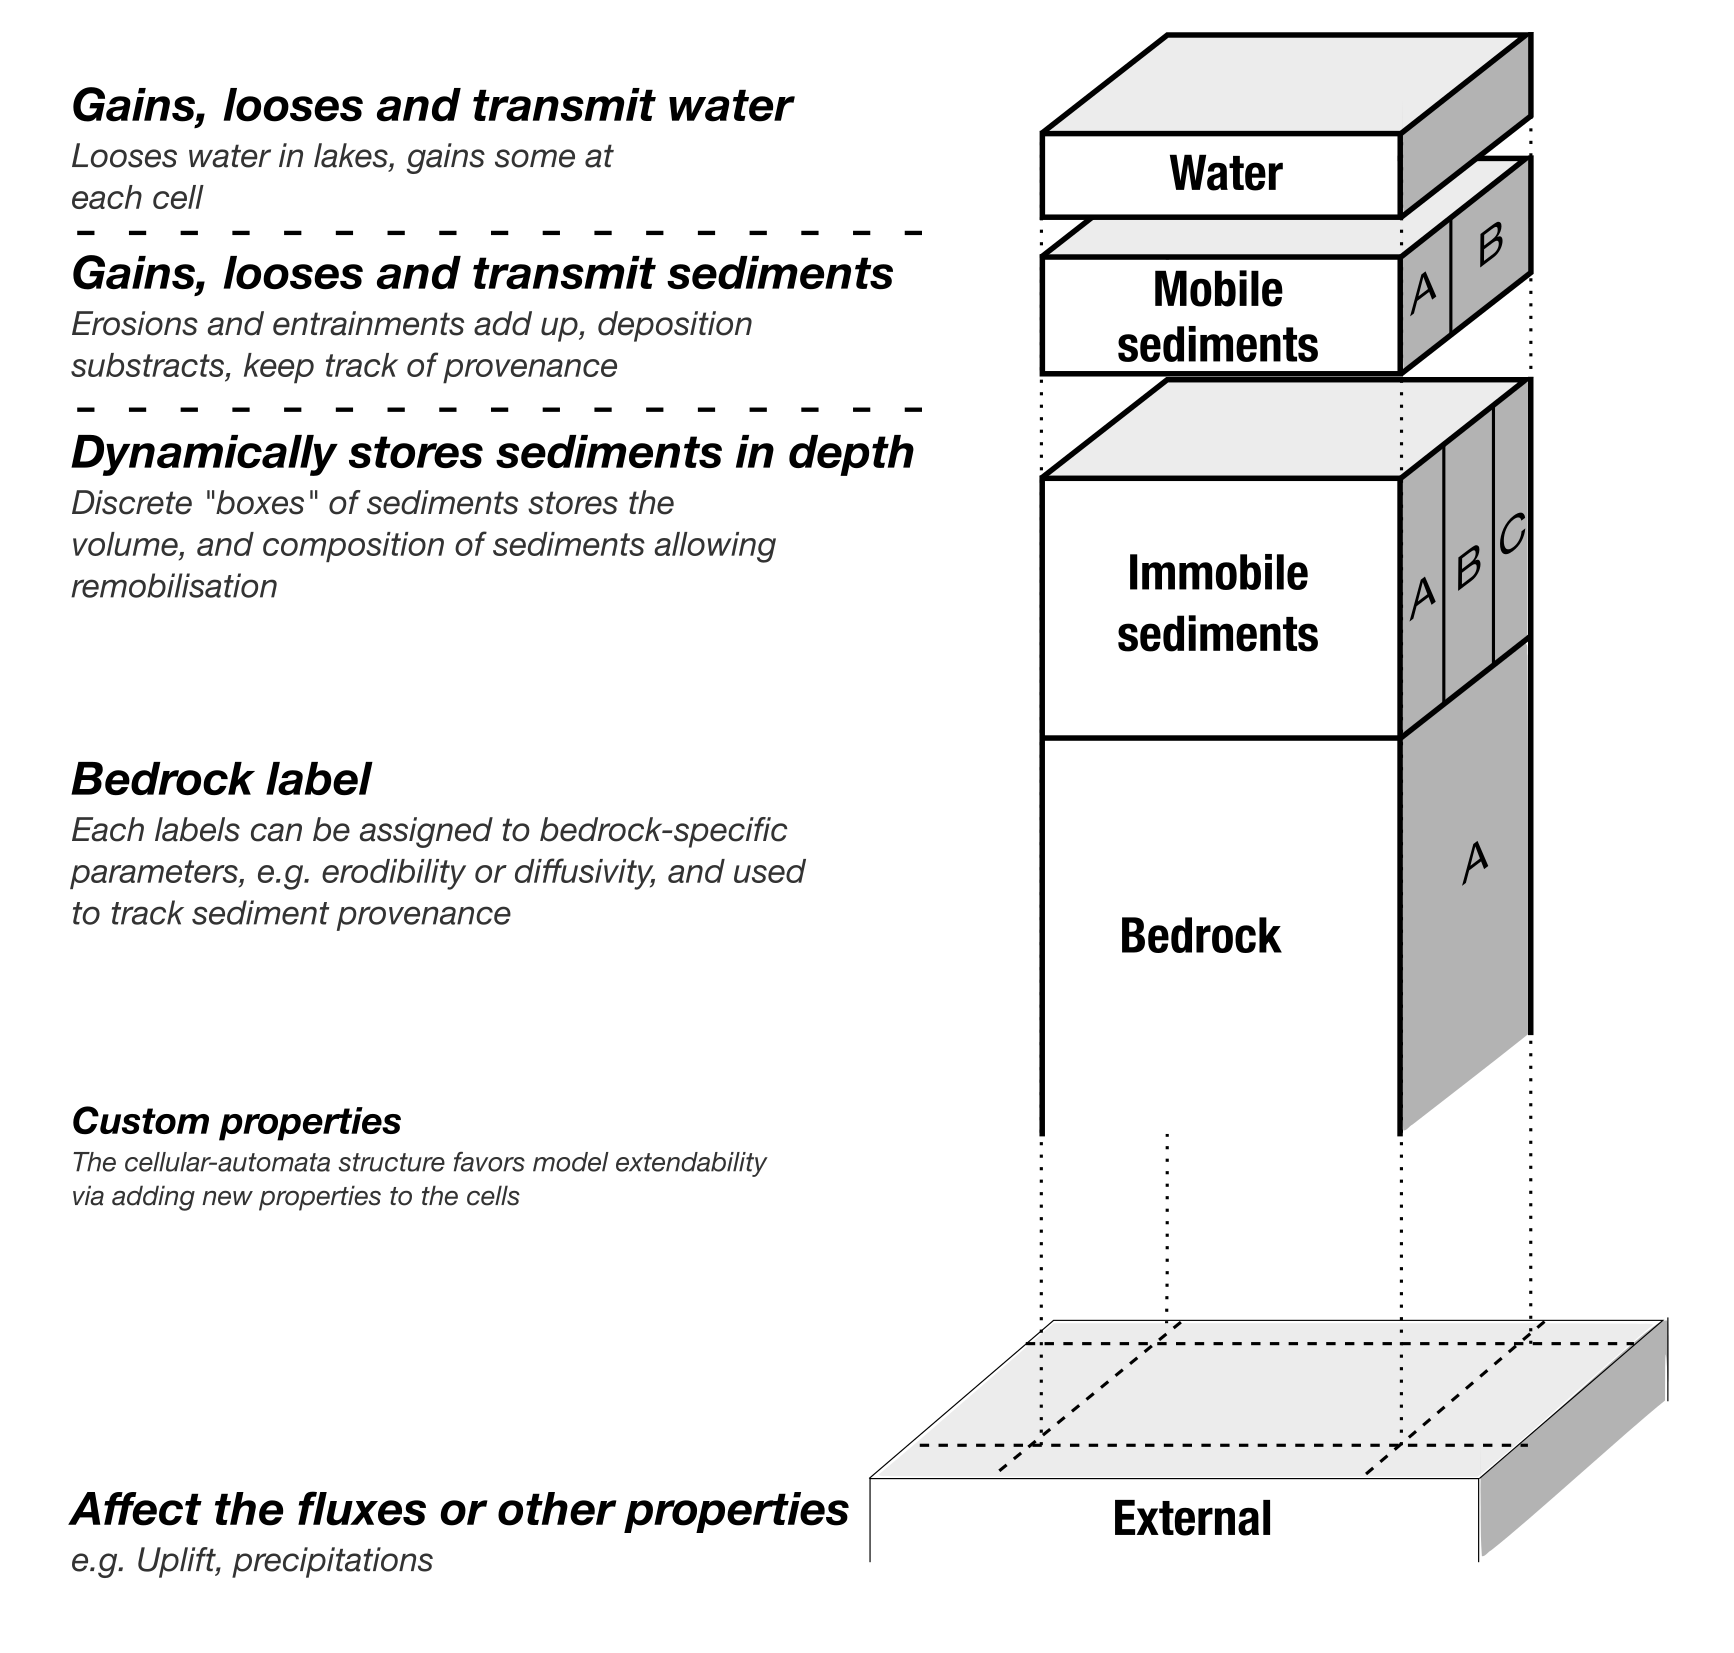 Gains, looses and transmit water
Looses water in lakes, gains some at
each cell
Gains, looses and transmit sediments
Erosions and entrainments add up, deposition
substracts, keep track of provenance
Dynamically stores sediments in depth
Discrete "boxes" of sediments stores the
volume, and composition of sediments allowing
remobilisation
Bedrock label
Each labels can be assigned to bedrock-specific
parameters, e.g. erodibility or diffusivity, and used
to track sediment provenance
Custom properties
The cellular-automata structure favors model extendability
via adding new properties to the cells
Affect the fluxes or other properties
e.g. Uplift, precipitations
Water
Mobile
sediments
A
B
Immobile
sediments
A
B
C
Bedrock
A
External